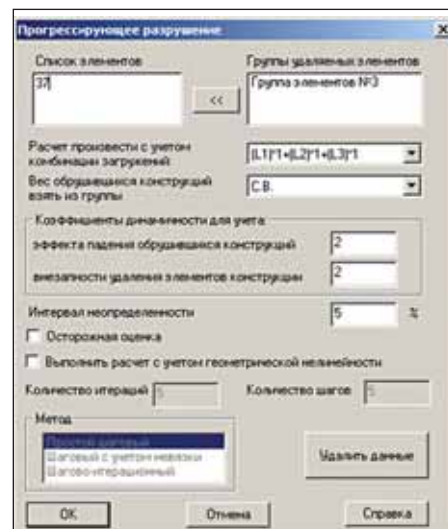 Прогрессирующее разрушение
Список элементов
Группы удаляемых элементов
37
<<
Группа элементов №3
Расчет произвести с учетом комбинации загружений
(L1)*1+(L2)*1+(L3)*1
Вес обрушившихся конструкций взять из группы
С.В.
Коэффициенты динамичности для учета:
эффекта падения обрушившихся конструкций
2
внезапности удаления элементов конструкции
2
Интервал неопределенности
5 %
Осторожная оценка
Выполнить расчет с учетом геометрической нелинейности
Количество итераций 5
Количество шагов 5
Метод
Простой шаговый
Шаговый с учетом невязки
Шагово-итерационный
Удалить данные
OK
Отмена
Справка